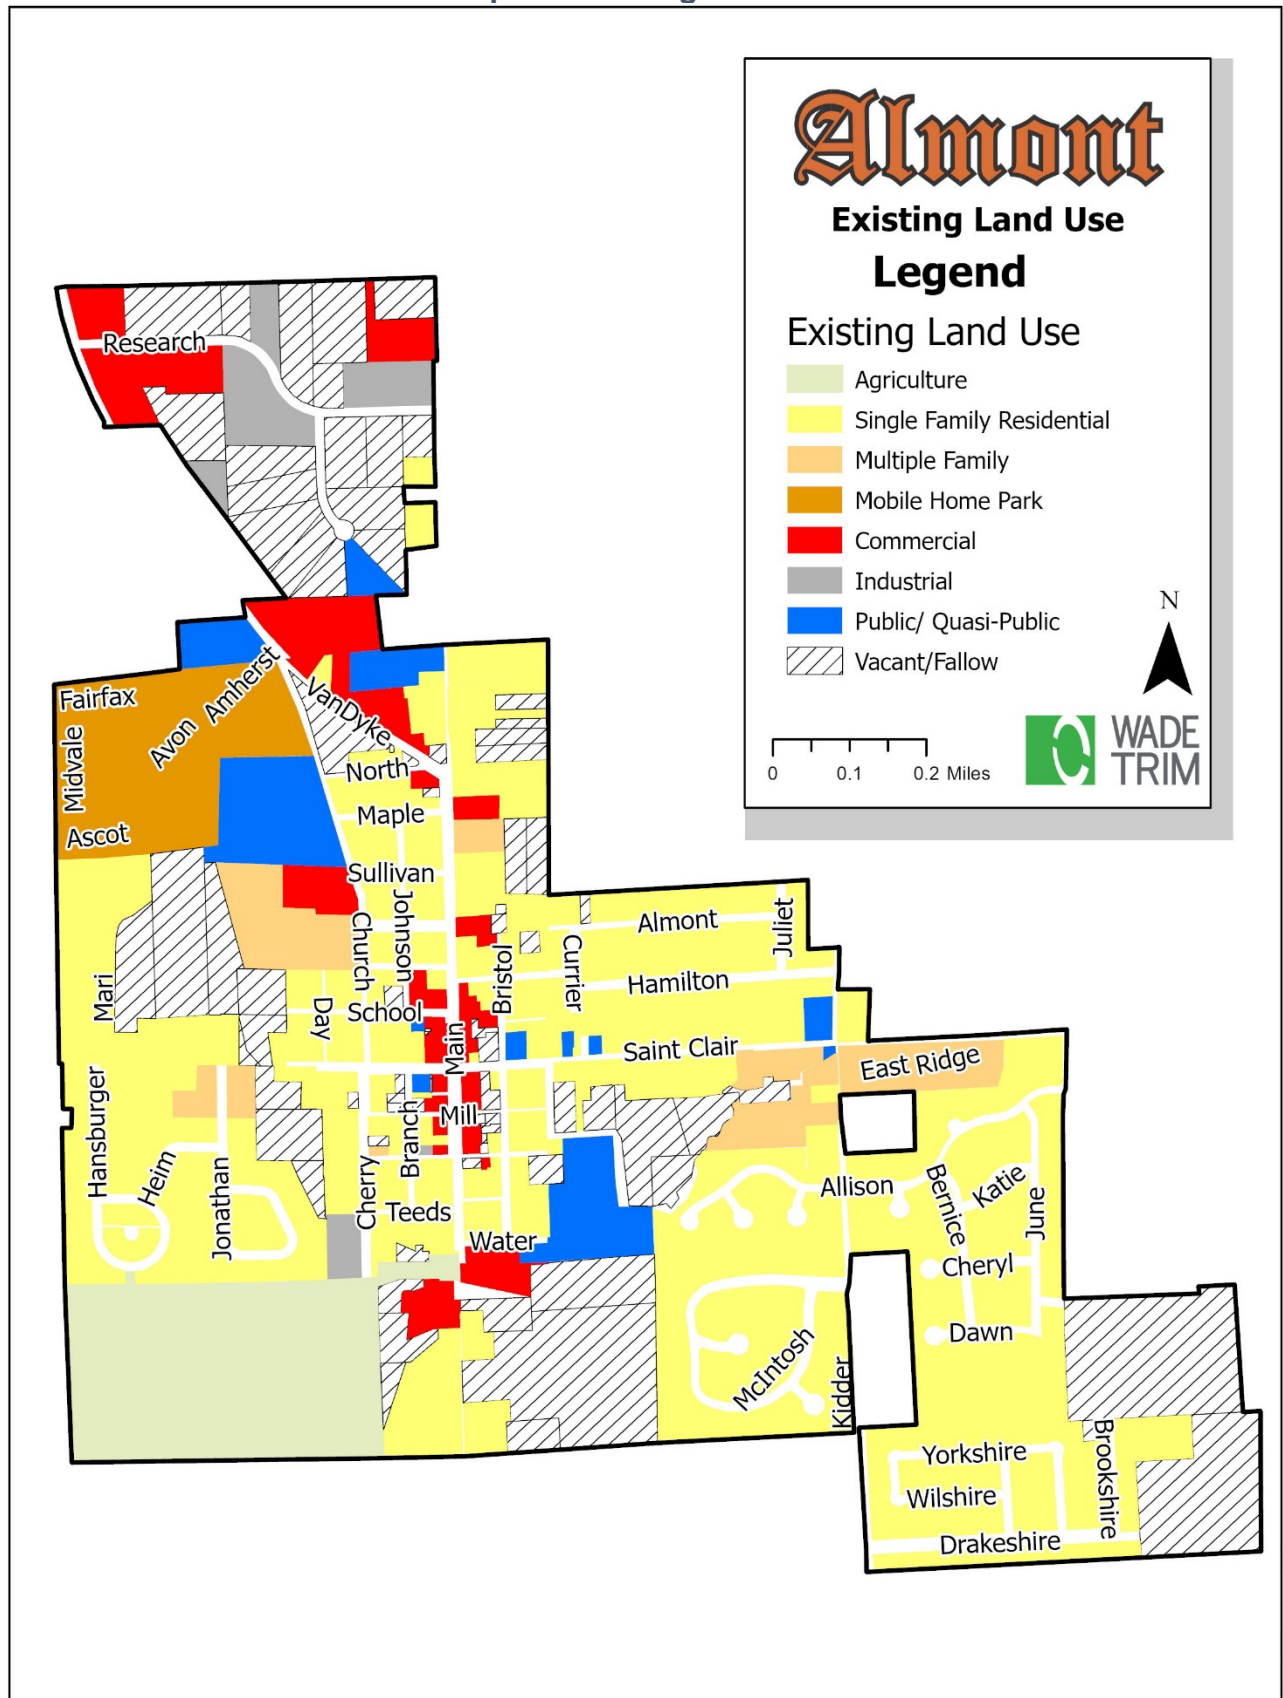 Almont
Existing Land Use
Legend
Existing Land Use
Agriculture
Single Family Residential
Multiple Family
Mobile Home Park
Commercial
Industrial
Public/ Quasi-Public
Vacant/Fallow
N
0 0.1 0.2 Miles
WADE
TRIM
Research
Fairfax
Amherst
Avon
Midvale
VanDyke
North
Maple
Ascot
Sullivan
Johnson
Church
Almont
Juliet
Bristol
Currier
Hamilton
Mari
Day
School
Main
Saint Clair
East Ridge
Hansburger
Mill
Branch
Heim
Jonathan
Cherry
Teeds
Water
Allison
Bernice
Katie
June
Cheryl
Dawn
McIntosh
Kidder
Yorkshire
Brookshire
Wilshire
Drakeshire